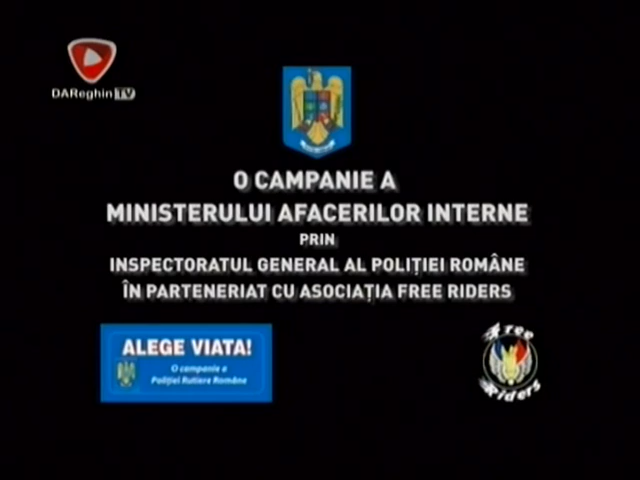 DAReghin TV
O CAMPANIE A
MINISTERULUI AFACERILOR INTERNE
PRIN
INSPECTORATUL GENERAL AL POLIȚIEI ROMÂNE
ÎN PARTENERIAT CU ASOCIAȚIA FREE RIDERS
ALEGE VIATA!
O campanie a
Poliției Rutiere Române
Free
Riders